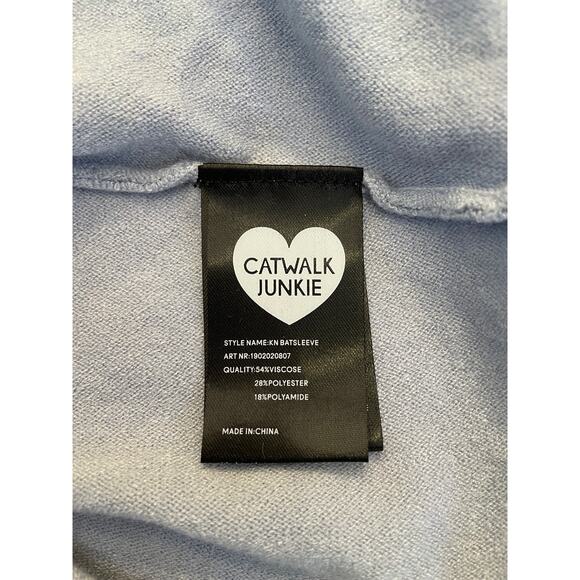 CATWALK
JUNKIE
STYLE NAME:KN BATSLEEVE
ART NR:1902020807
QUALITY:54%VISCOSE
28%POLYESTER
18%POLYAMIDE
MADE IN:CHINA